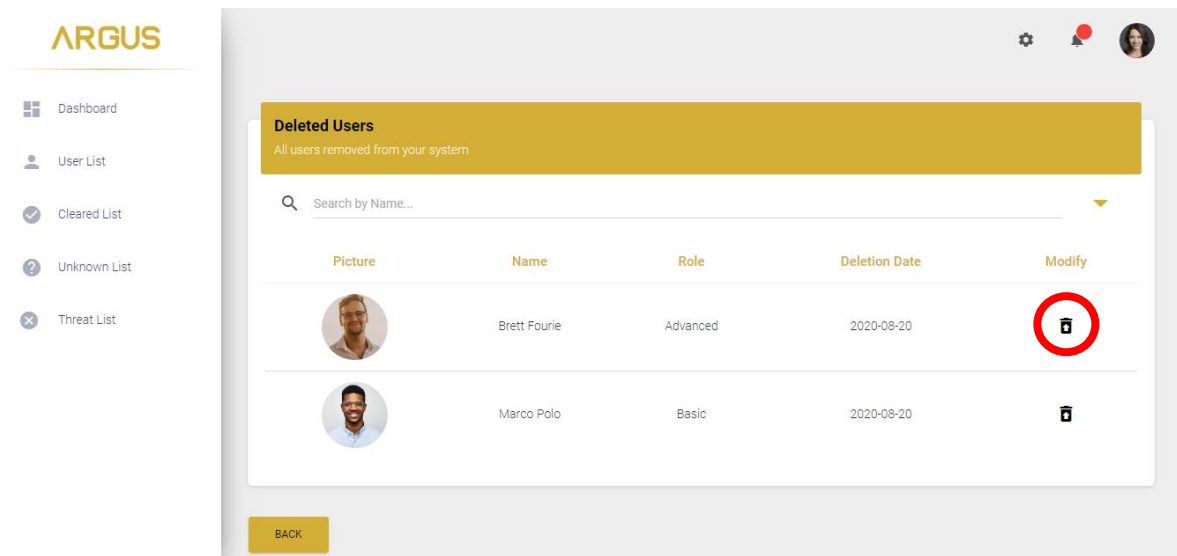 ARGUS
Dashboard
User List
Cleared List
Unknown List
Threat List
Deleted Users
All users removed from your system
Search by Name...
Picture Name Role Deletion Date Modify
Brett Fourie Advanced 2020-08-20
Marco Polo Basic 2020-08-20
BACK